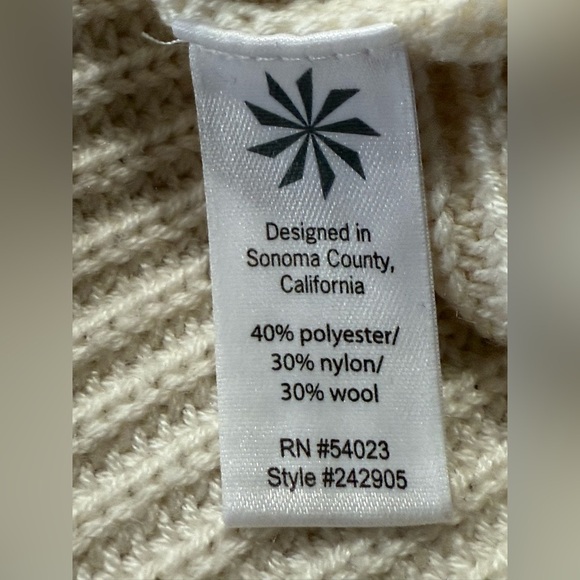 Designed in
Sonoma County,
California
40% polyester/
30% nylon/
30% wool
RN #54023
Style #242905